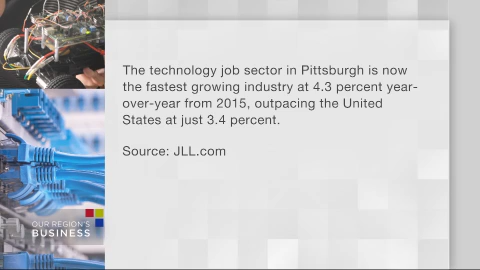 The technology job sector in Pittsburgh is now
the fastest growing industry at 4.3 percent year-
over-year from 2015, outpacing the United
States at just 3.4 percent.
Source: JLL.com
OUR REGION'S
BUSINESS